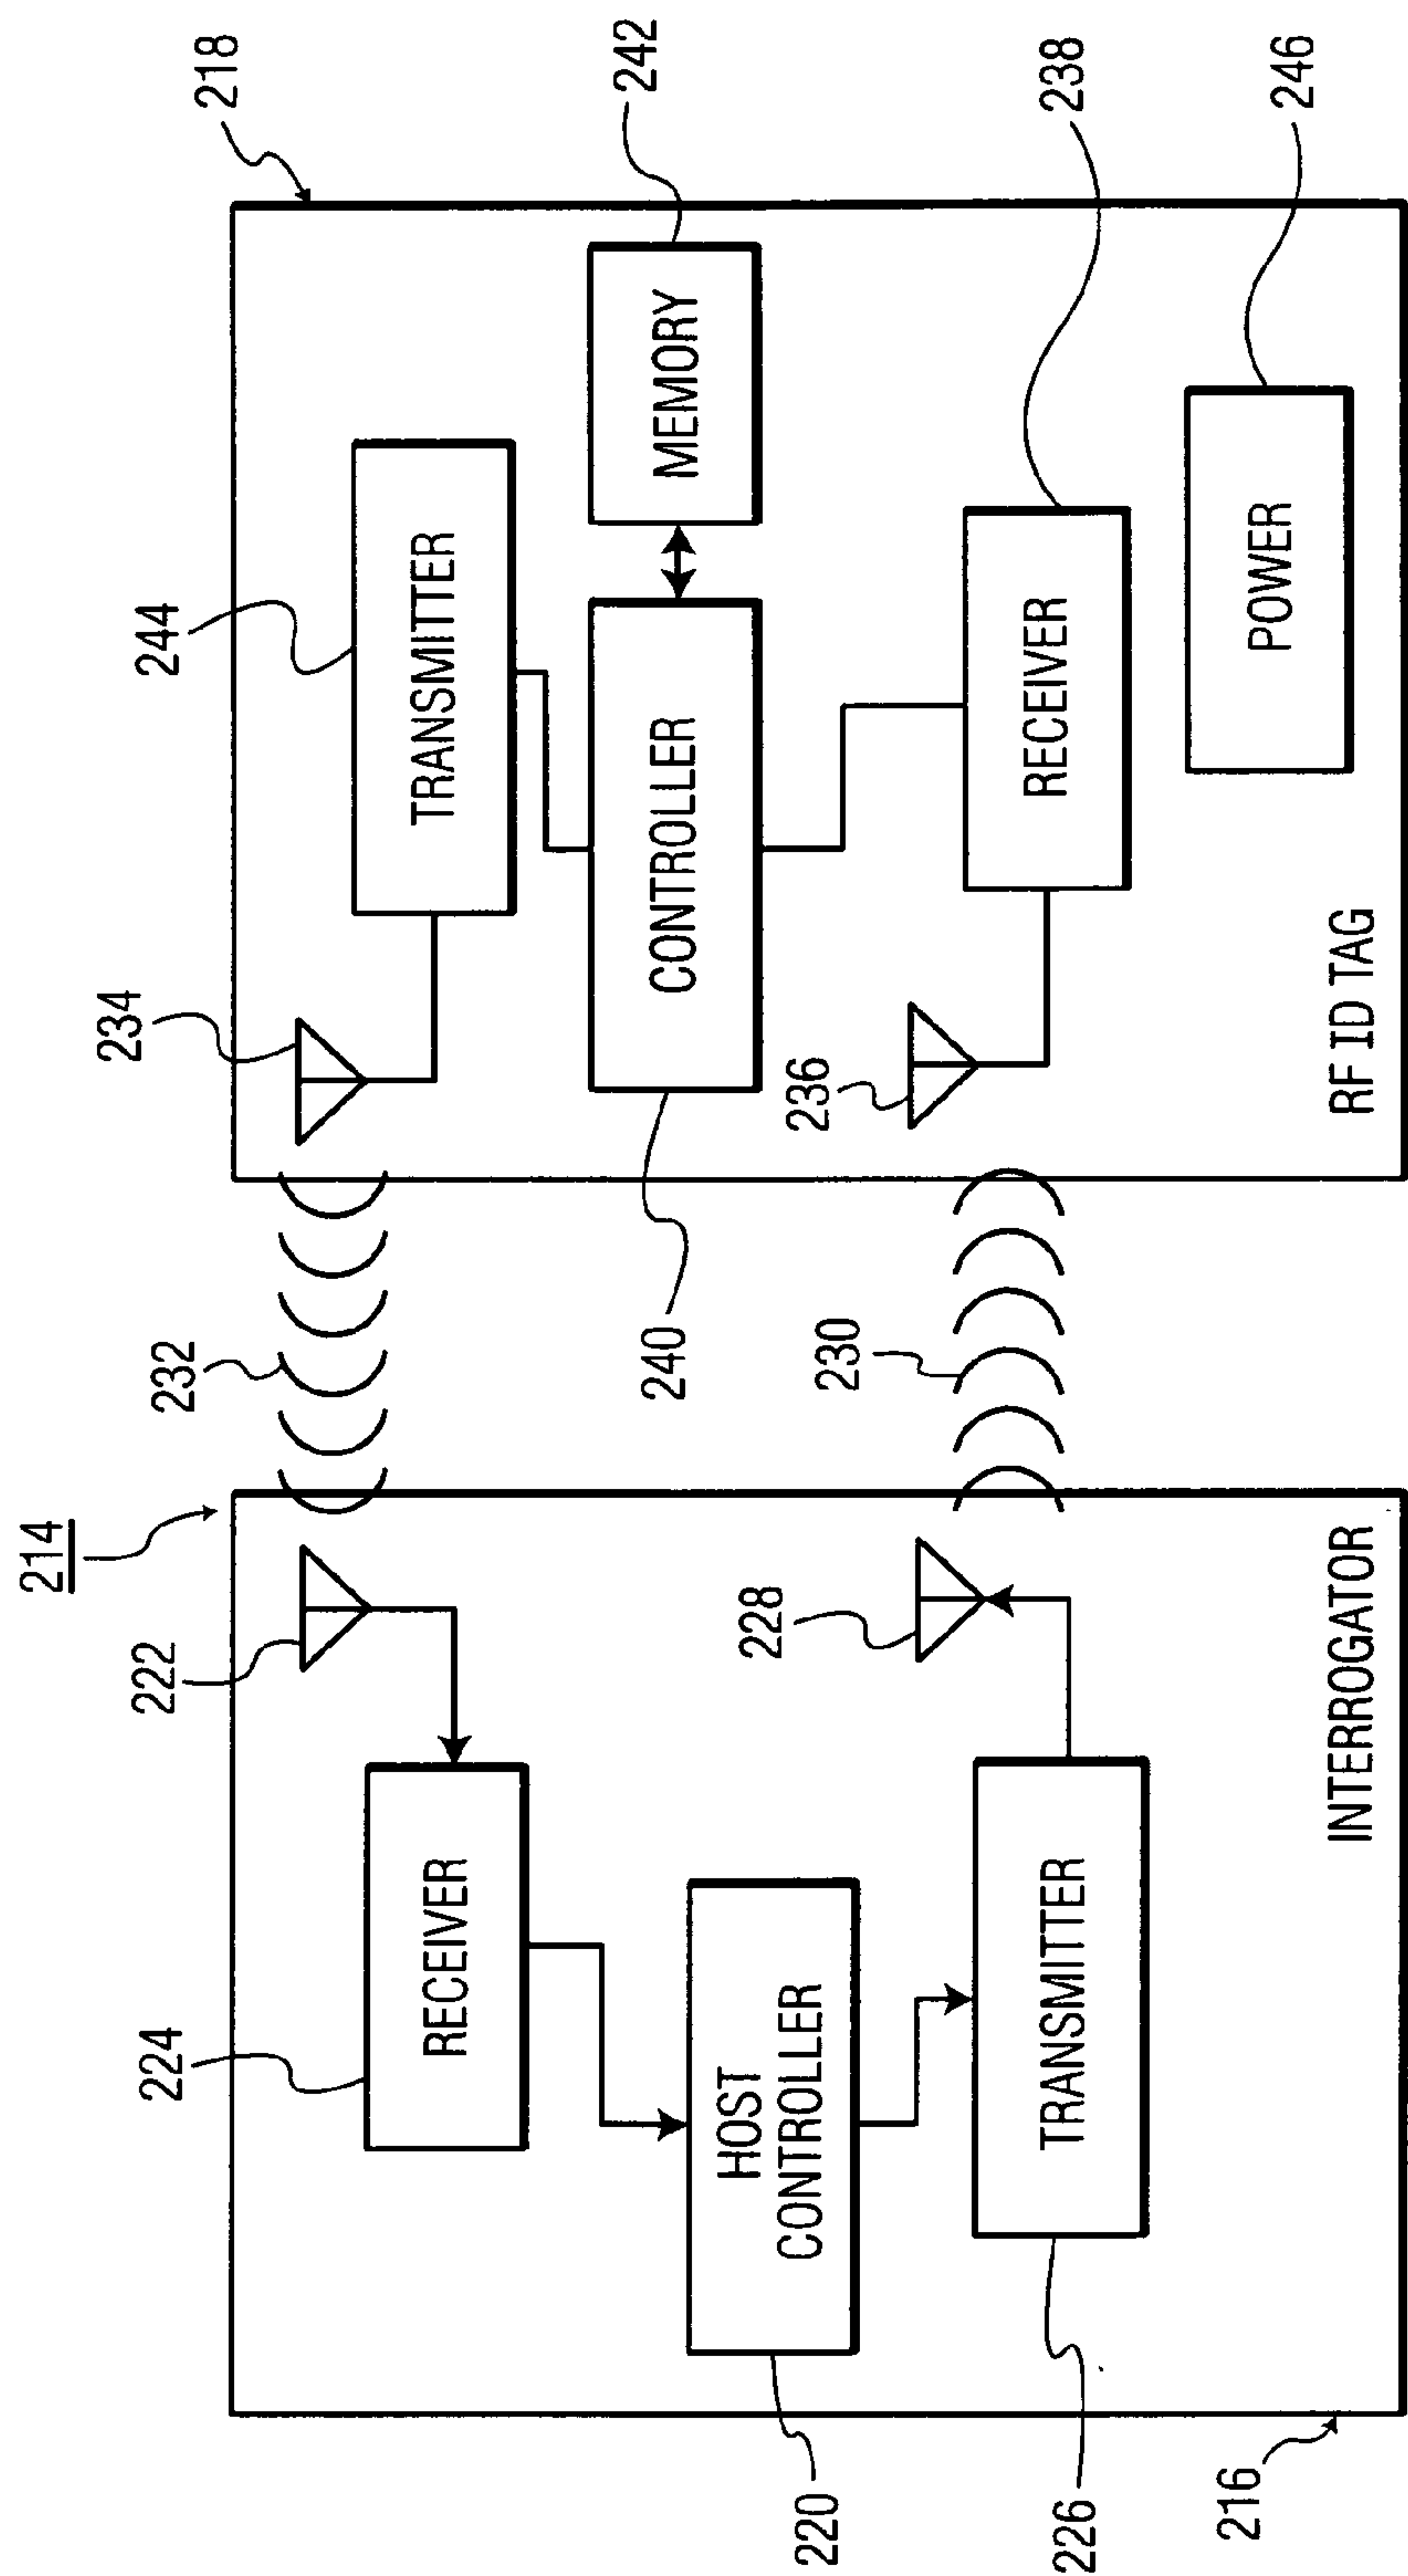 214
218
222
232
234
244
224
RECEIVER
TRANSMITTER
242
MEMORY
HOST
CONTROLLER
CONTROLLER
220
228
240
236
230
238
TRANSMITTER
RECEIVER
226
POWER
246
216
INTERROGATOR
RF ID TAG